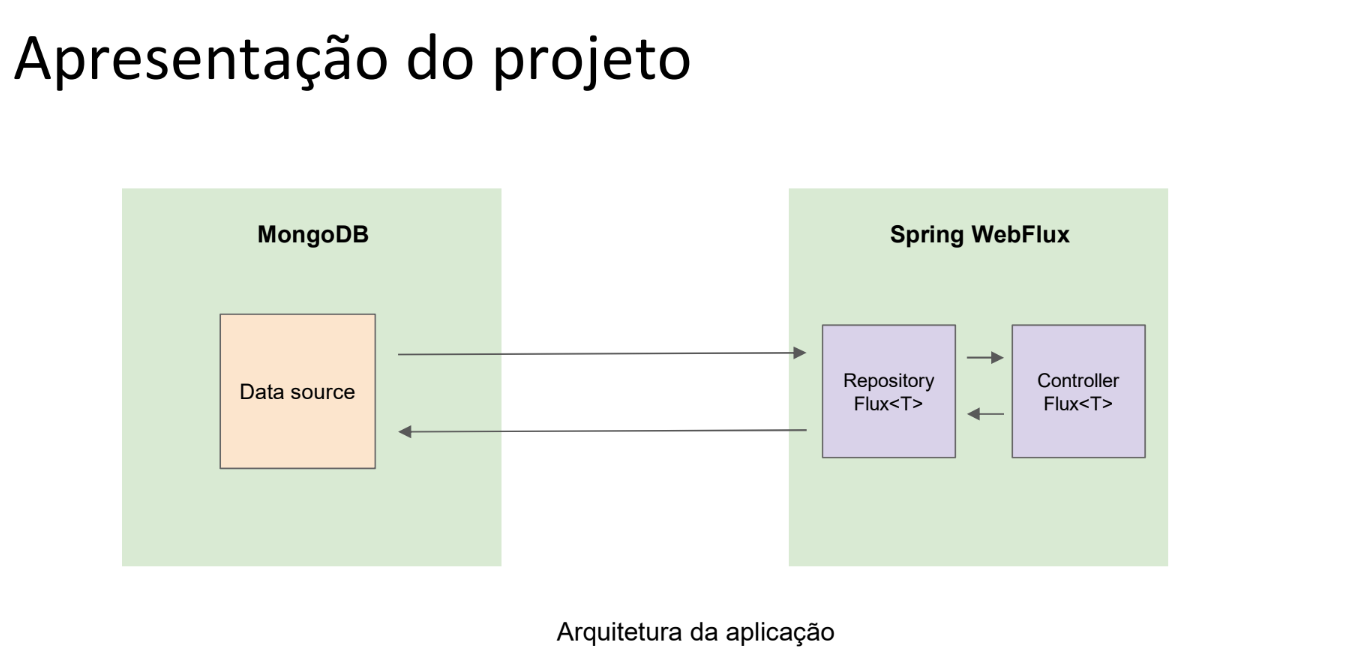 Apresentação do projeto
MongoDB
Spring WebFlux
Data source
Repository
Flux<T>
Controller
Flux<T>
Arquitetura da aplicação